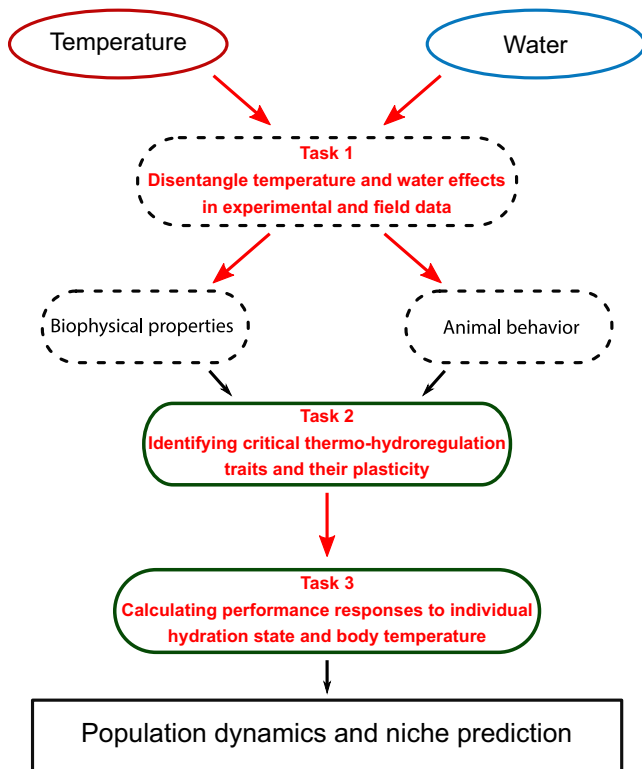 Temperature
Water
Task 1
Disentangle temperature and water effects
in experimental and field data
Biophysical properties
Animal behavior
Task 2
Identifying critical thermo-hydroregulation
traits and their plasticity
Task 3
Calculating performance responses to individual
hydration state and body temperature
Population dynamics and niche prediction